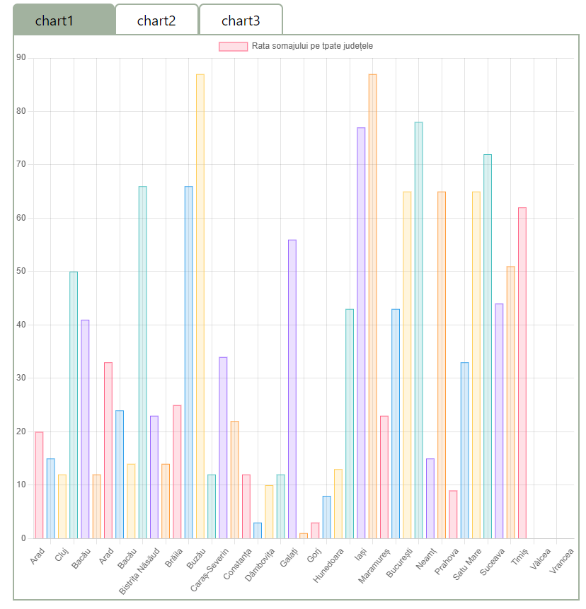 chart1
chart2
chart3
Rata somajului pe tpate județele
90
80
70
60
50
40
30
20
10
0
Arad
Cluj
Bacău
Arad
Bacău
Bistrița Năsăud
Brăila
Buzău
Caraș-Severin
Constanța
Dâmbovița
Galați
Gorj
Hunedoara
Iași
Maramureș
București
Neamț
Prahova
Satu Mare
Suceava
Timiș
Vâlcea
Vrancea